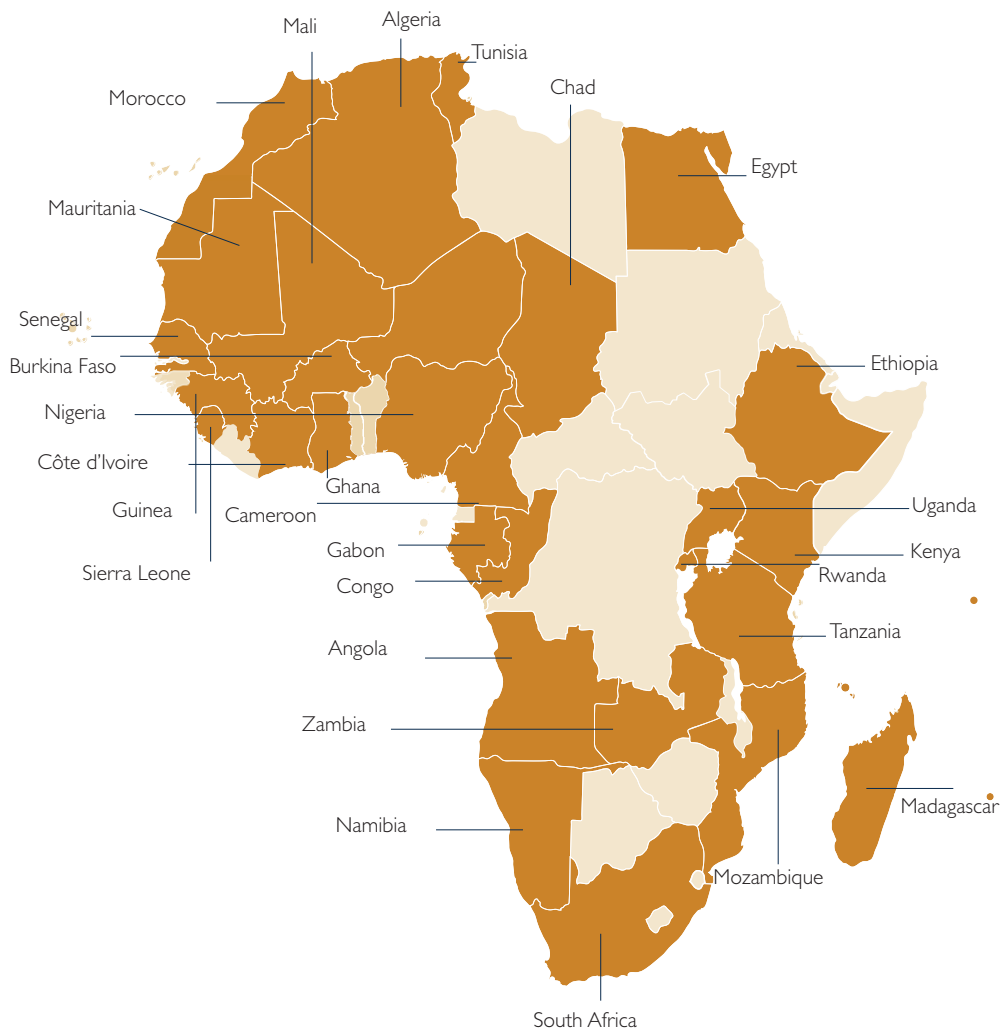 Algeria
Mali
Tunisia
Chad
Morocco
Egypt
Mauritania
Senegal
Ethiopia
Burkina Faso
Nigeria
Côte d'Ivoire
Ghana
Uganda
Guinea
Cameroon
Gabon
Kenya
Sierra Leone
Rwanda
Congo
Tanzania
Angola
Zambia
Madagascar
Namibia
Mozambique
South Africa